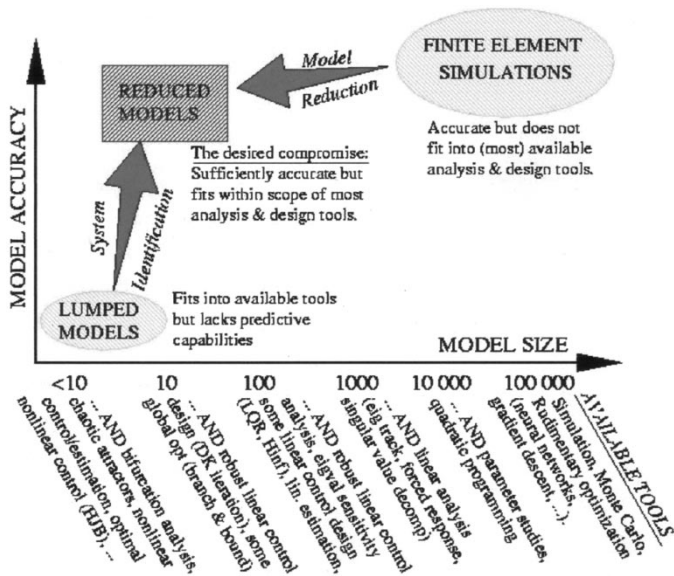 FINITE ELEMENT
SIMULATIONS
Model
Reduction
REDUCED
MODELS
Accurate but does not
fit into (most) available
analysis & design tools.
The desired compromise:
Sufficiently accurate but
fits within scope of most
analysis & design tools.
MODEL ACCURACY
System
Identification
LUMPED
MODELS
Fits into available tools
but lacks predictive
capabilities
MODEL SIZE
<10
10
100
1000
10 000
100 000
... AND bifurcation analysis,
chaotic attractors, nonlinear
control/estimation, optimal
nonlinear control (HJB), ...
... AND robust linear control
design (DK iteration), some
global opt (branch & bound)
... AND robust linear control
analysis, eigval sensitivity
some linear control design
(LQR, Hinf), lin. estimation,
... AND linear analysis
(eig track, forced response,
singular value decomp)
... AND parameter studies,
quadratic programming
Simulation, Monte Carlo,
Rudimentary optimization
(neural networks,
gradient descent, ...),
AVAILABLE TOOLS